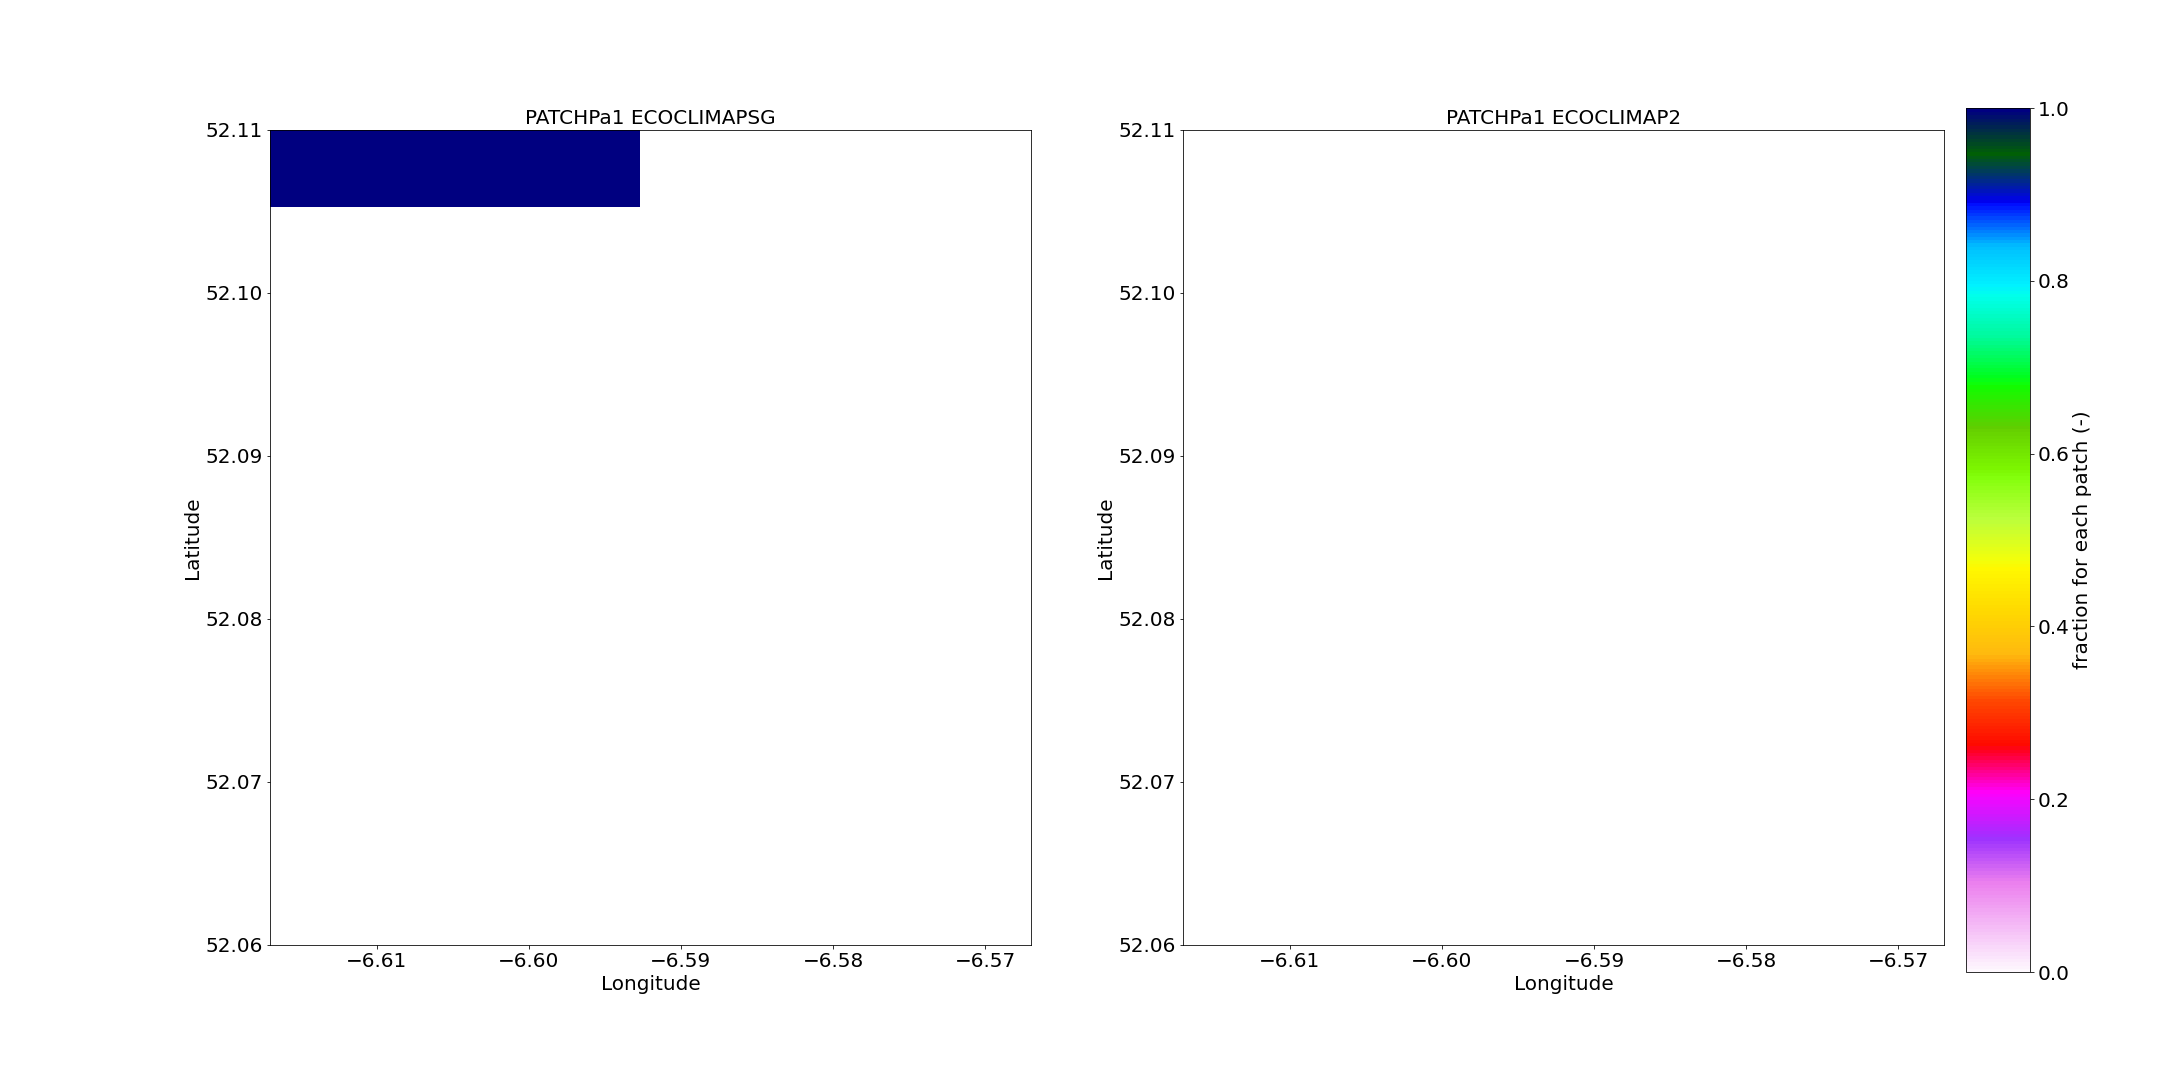 PATCHPa1 ECOCLIMAPSG
52.11
52.10
52.09
52.08
52.07
52.06
Latitude
−6.61 −6.60 −6.59 −6.58 −6.57
Longitude
PATCHPa1 ECOCLIMAP2
52.11
52.10
52.09
52.08
52.07
52.06
Latitude
−6.61 −6.60 −6.59 −6.58 −6.57
Longitude
1.0
0.8
0.6
0.4
0.2
0.0
fraction for each patch (-)